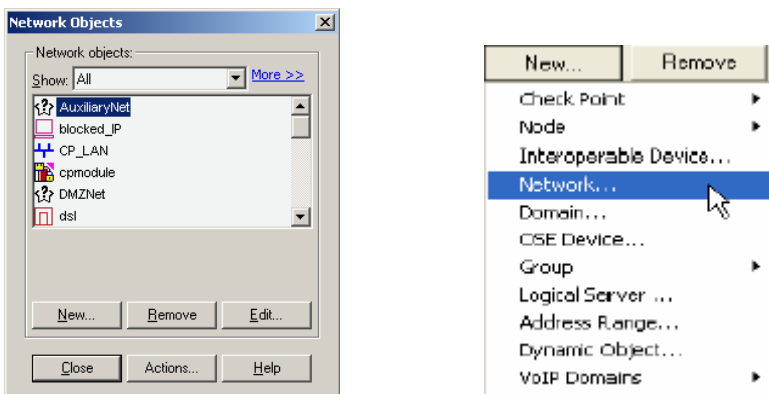 Network Objects
Network objects:
Show: All More >>
AuxiliaryNet
blocked_IP
CP_LAN
cpmodule
DMZNet
dsl
New... Remove Edit...
Close Actions... Help
New... Remove
Check Point
Node
Interoperable Device...
Network...
Domain...
OSE Device...
Group
Logical Server ...
Address Range...
Dynamic Object...
VoIP Domains